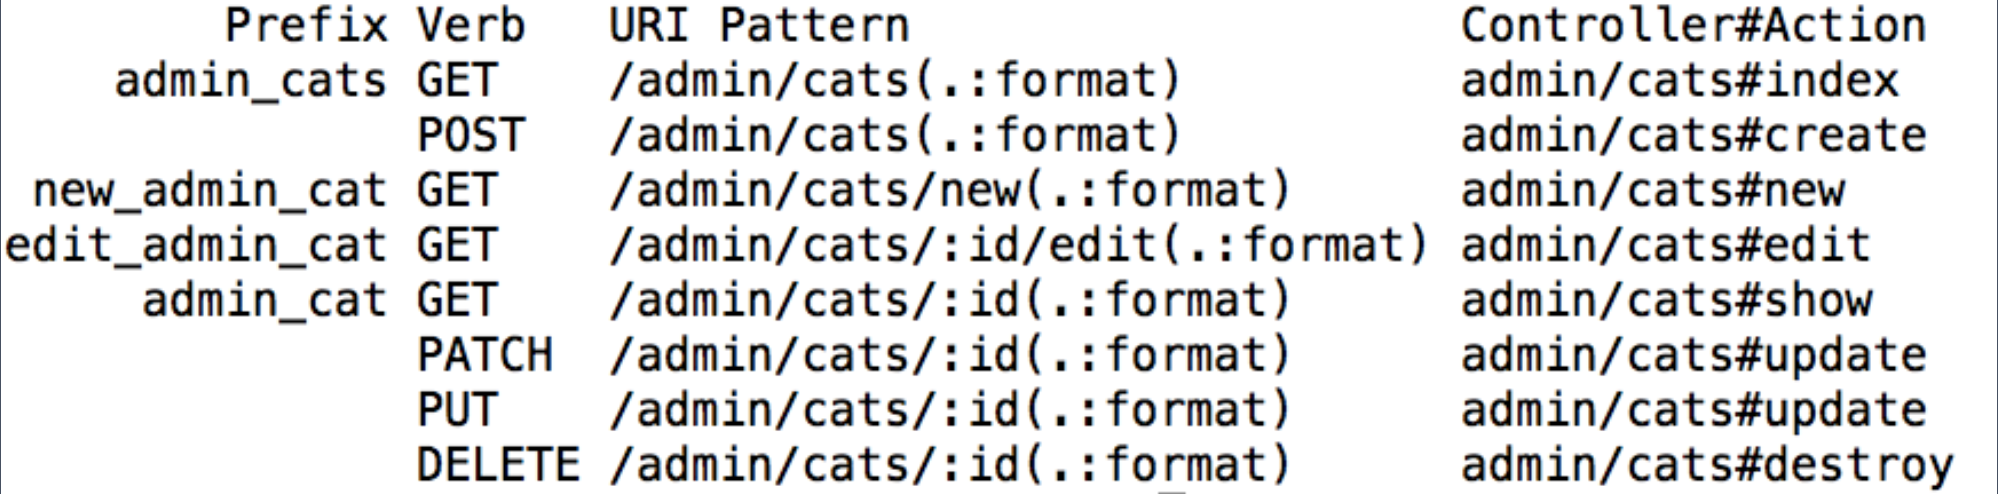 Prefix Verb URI Pattern Controller#Action
admin_cats GET /admin/cats(.:format) admin/cats#index
POST /admin/cats(.:format) admin/cats#create
new_admin_cat GET /admin/cats/new(.:format) admin/cats#new
edit_admin_cat GET /admin/cats/:id/edit(.:format) admin/cats#edit
admin_cat GET /admin/cats/:id(.:format) admin/cats#show
PATCH /admin/cats/:id(.:format) admin/cats#update
PUT /admin/cats/:id(.:format) admin/cats#update
DELETE /admin/cats/:id(.:format) admin/cats#destroy